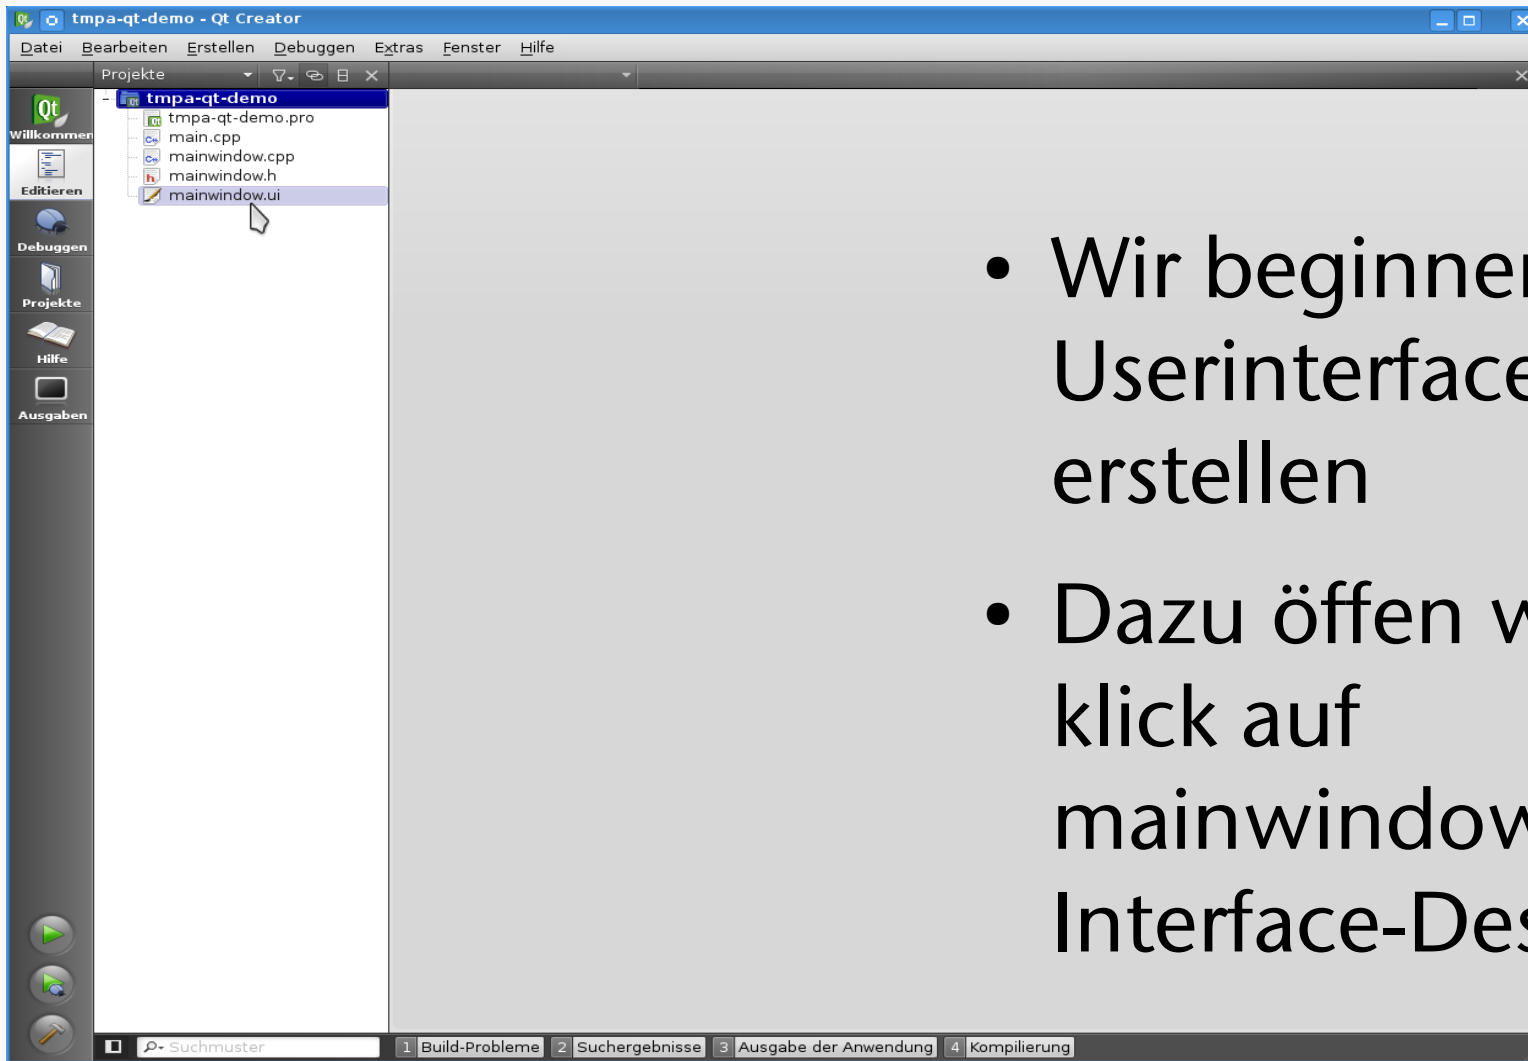 tmpa-qt-demo - Qt Creator
Datei Bearbeiten Erstellen Debuggen Extras Fenster Hilfe
Projekte
Qt
Willkommen
Editieren
Debuggen
Projekte
Hilfe
Ausgaben
tmpa-qt-demo
tmpa-qt-demo.pro
main.cpp
mainwindow.cpp
mainwindow.h
mainwindow.ui
• Wir beginnen
Userinterface
erstellen
• Dazu öffen w
klick auf
mainwindow
Interface-Des
Suchmuster
1 Build-Probleme 2 Suchergebnisse 3 Ausgabe der Anwendung 4 Kompilierung